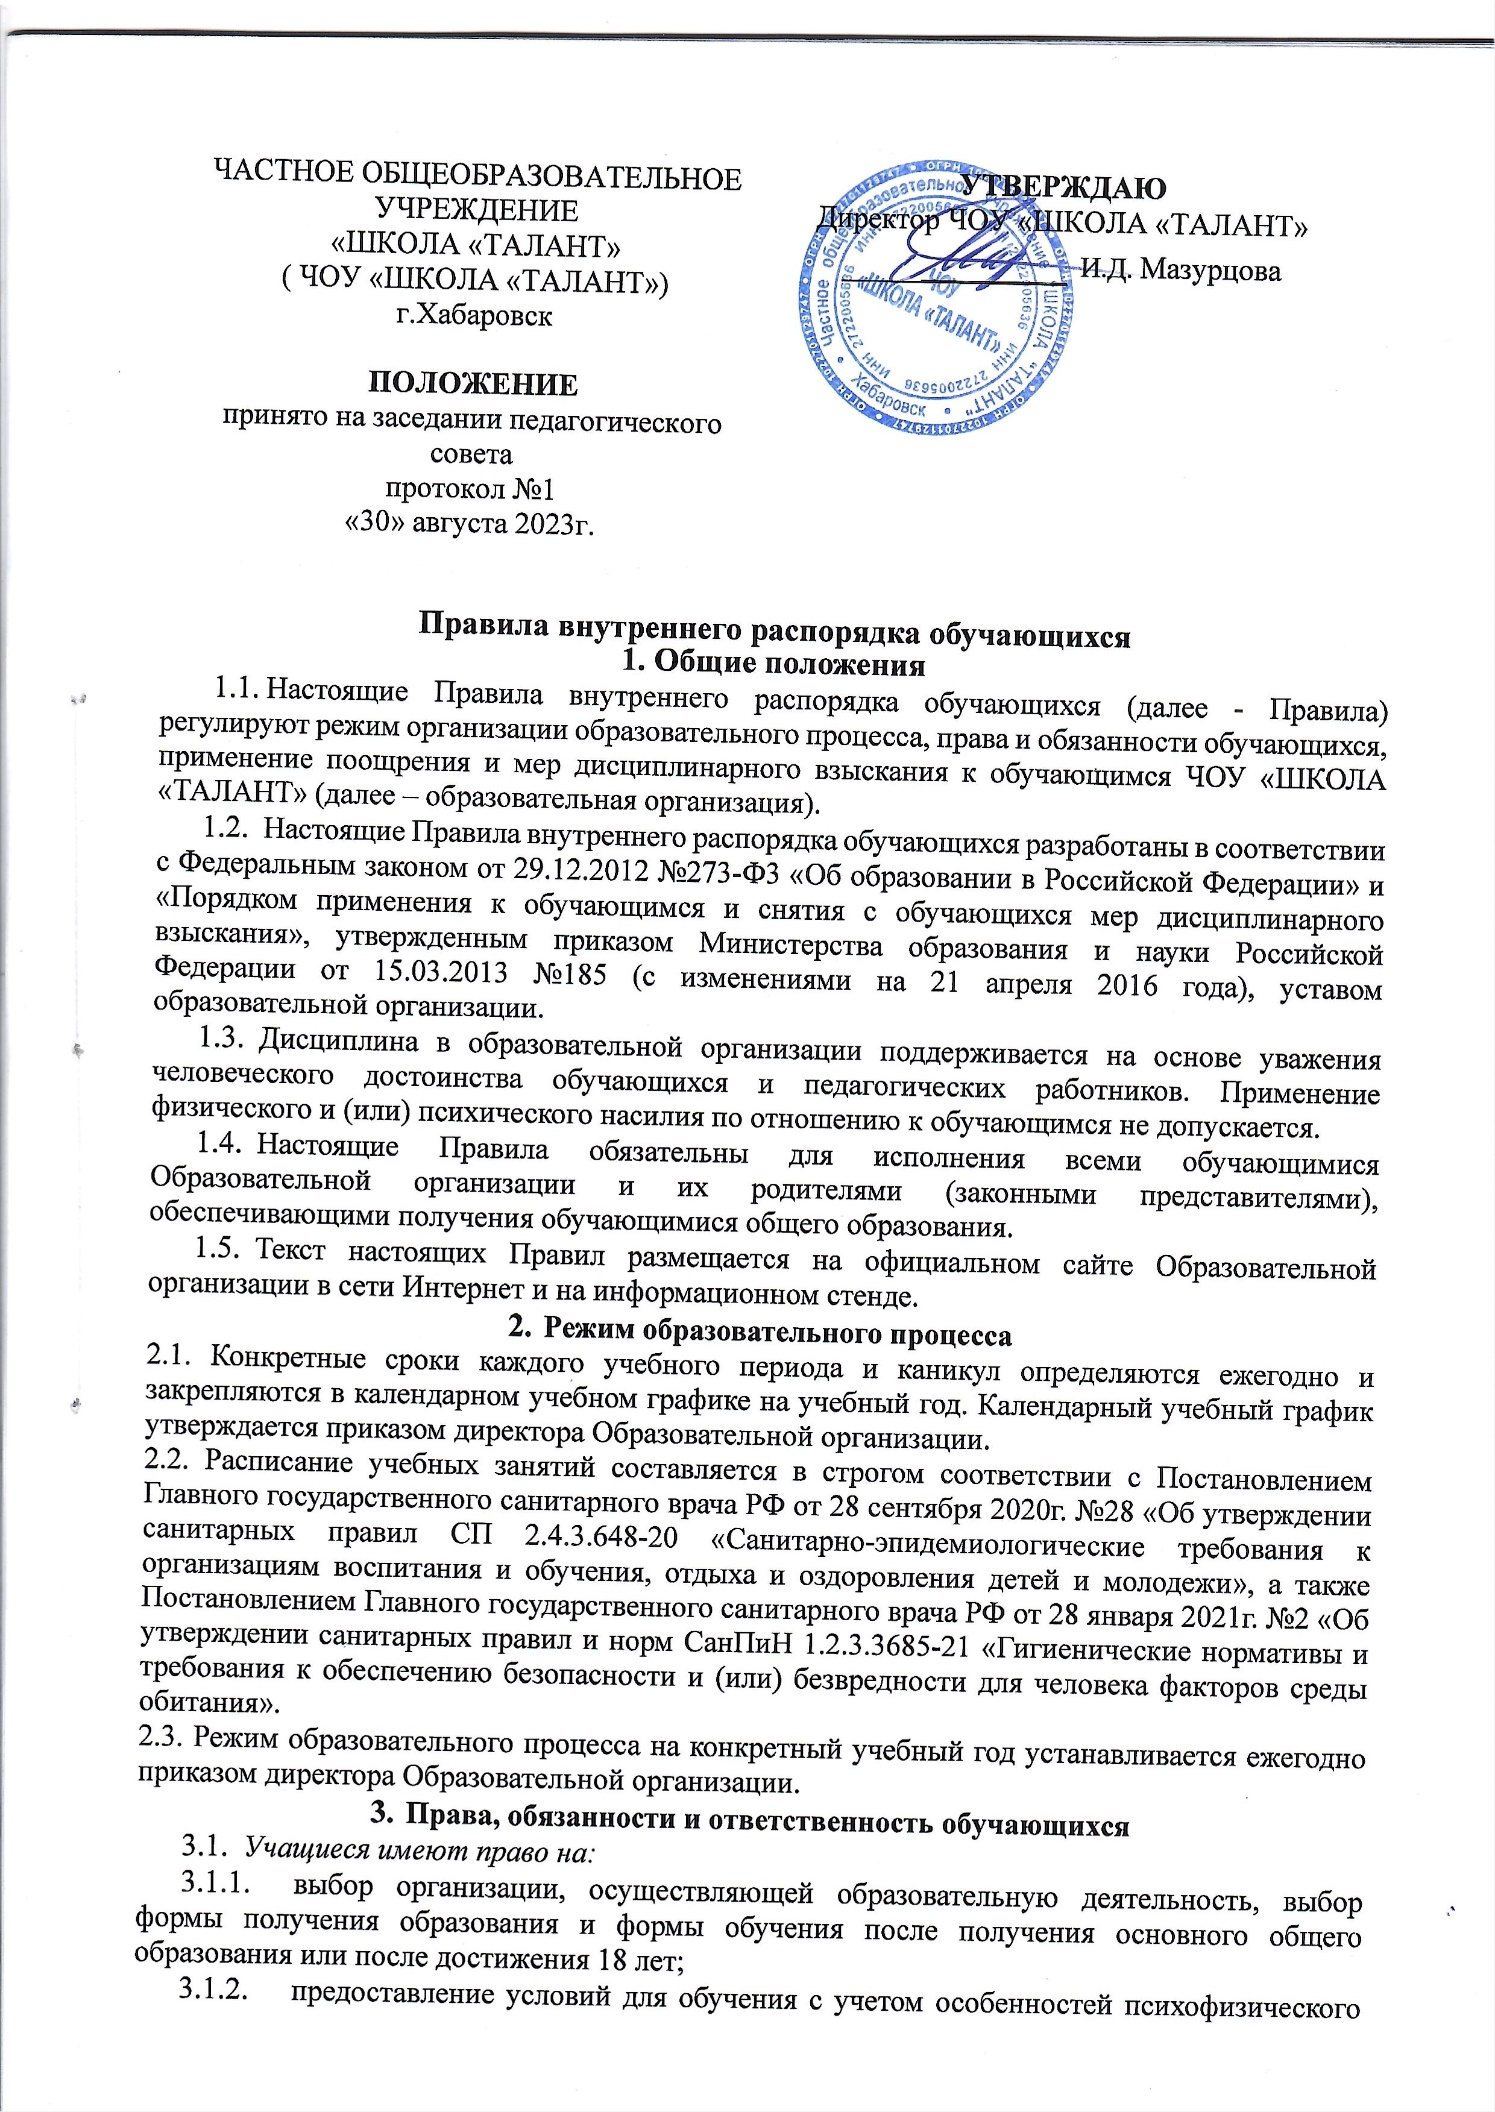 ЧАСТНОЕ ОБЩЕОБРАЗОВАТЕЛЬНОЕ
УЧРЕЖДЕНИЕ
«ШКОЛА «ТАЛАНТ»
( ЧОУ «ШКОЛА «ТАЛАНТ»)
г.Хабаровск
ПОЛОЖЕНИЕ
принято на заседании педагогического
совета
протокол №1
«30» августа 2023г.
УТВЕРЖДАЮ
Директор ЧОУ «ШКОЛА «ТАЛАНТ»
И.Д. Мазурцова
Частное общеобразовательное учреждение "ШКОЛА "ТАЛАНТ" • Хабаровск •
ИНН 2722005636 ИНН 2722005636
ЧОУ
«ШКОЛА «ТАЛАНТ»
Правила внутреннего распорядка обучающихся
1. Общие положения
1.1. Настоящие Правила внутреннего распорядка обучающихся (далее - Правила)
регулируют режим организации образовательного процесса, права и обязанности обучающихся,
применение поощрения и мер дисциплинарного взыскания к обучающимся ЧОУ «ШКОЛА
«ТАЛАНТ» (далее – образовательная организация).
1.2. Настоящие Правила внутреннего распорядка обучающихся разработаны в соответствии
с Федеральным законом от 29.12.2012 №273-ФЗ «Об образовании в Российской Федерации» и
«Порядком применения к обучающимся и снятия с обучающихся мер дисциплинарного
взыскания», утвержденным приказом Министерства образования и науки Российской
Федерации от 15.03.2013 №185 (с изменениями на 21 апреля 2016 года), уставом
образовательной организации.
1.3. Дисциплина в образовательной организации поддерживается на основе уважения
человеческого достоинства обучающихся и педагогических работников. Применение
физического и (или) психического насилия по отношению к обучающимся не допускается.
1.4. Настоящие Правила обязательны для исполнения всеми обучающимися
Образовательной организации и их родителями (законными представителями),
обеспечивающими получения обучающимися общего образования.
1.5. Текст настоящих Правил размещается на официальном сайте Образовательной
организации в сети Интернет и на информационном стенде.
2. Режим образовательного процесса
2.1. Конкретные сроки каждого учебного периода и каникул определяются ежегодно и
закрепляются в календарном учебном графике на учебный год. Календарный учебный график
утверждается приказом директора Образовательной организации.
2.2. Расписание учебных занятий составляется в строгом соответствии с Постановлением
Главного государственного санитарного врача РФ от 28 сентября 2020г. №28 «Об утверждении
санитарных правил СП 2.4.3.648-20 «Санитарно-эпидемиологические требования к
организациям воспитания и обучения, отдыха и оздоровления детей и молодежи», а также
Постановлением Главного государственного санитарного врача РФ от 28 января 2021г. №2 «Об
утверждении санитарных правил и норм СанПиН 1.2.3.3685-21 «Гигиенические нормативы и
требования к обеспечению безопасности и (или) безвредности для человека факторов среды
обитания».
2.3. Режим образовательного процесса на конкретный учебный год устанавливается ежегодно
приказом директора Образовательной организации.
3. Права, обязанности и ответственность обучающихся
3.1. Учащиеся имеют право на:
3.1.1. выбор организации, осуществляющей образовательную деятельность, выбор
формы получения образования и формы обучения после получения основного общего
образования или после достижения 18 лет;
3.1.2. предоставление условий для обучения с учетом особенностей психофизического